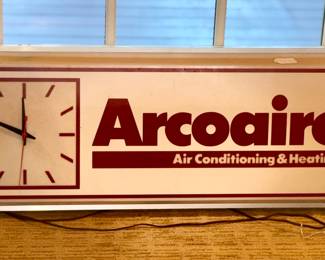 Arcoaire
Air Conditioning & Heatin